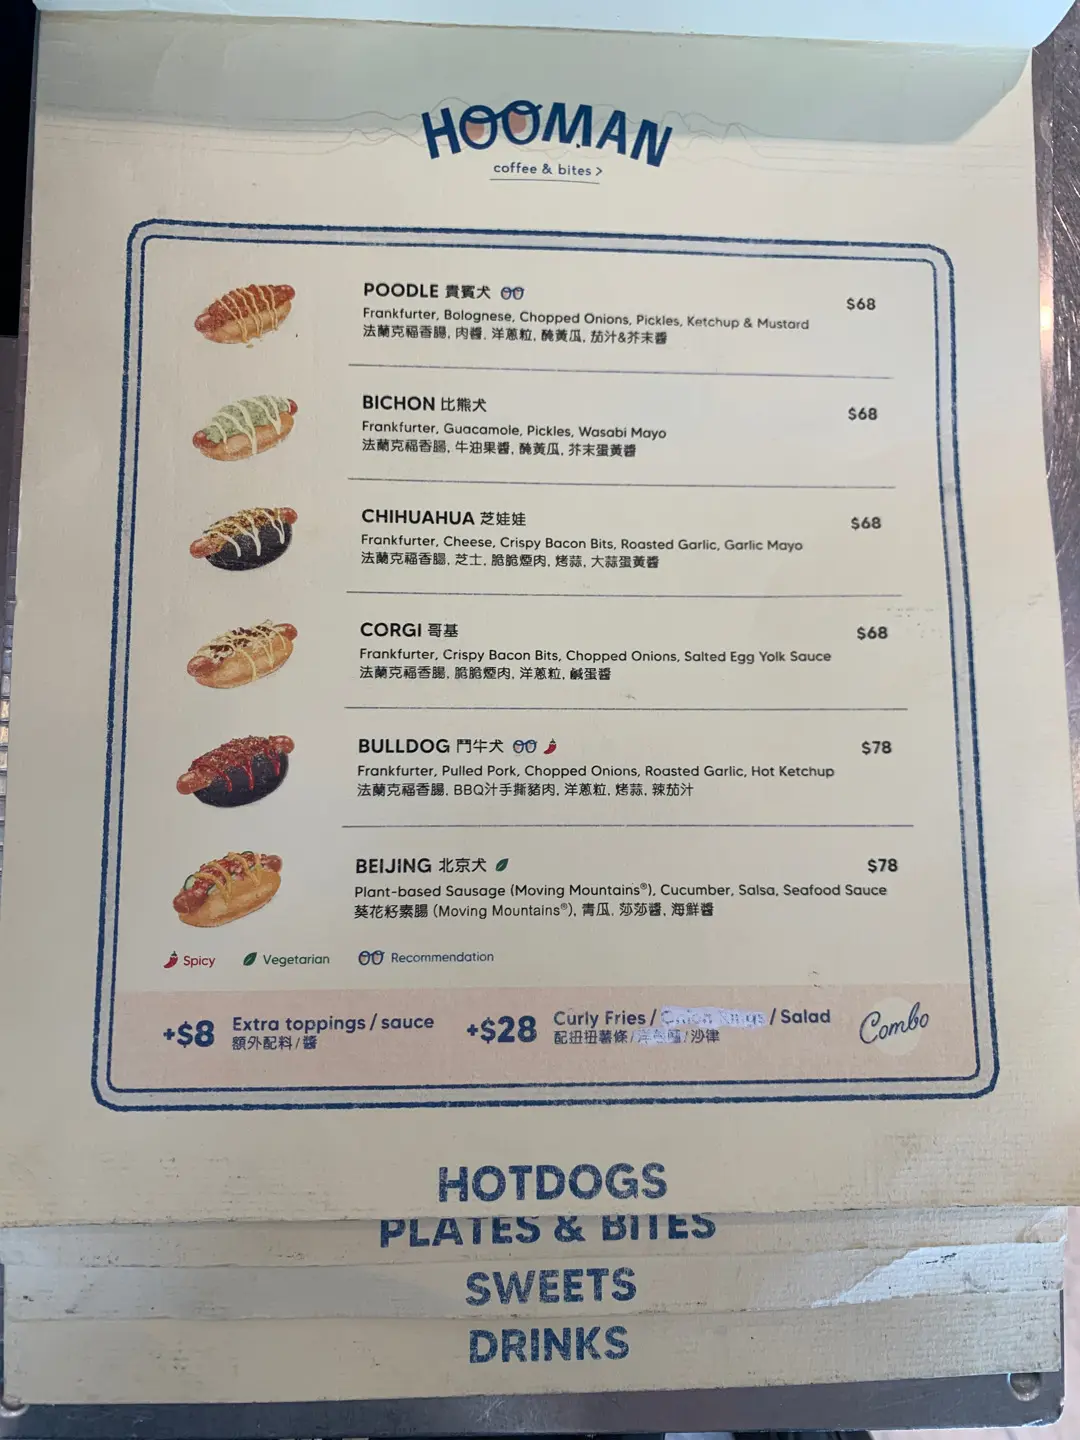 HOOMAN
coffee & bites >
POODLE 貴賓犬
$68
Frankfurter, Bolognese, Chopped Onions, Pickles, Ketchup & Mustard
法蘭克福香腸, 肉醬, 洋蔥粒, 醃黃瓜, 茄汁&芥末醬
BICHON 比熊犬
$68
Frankfurter, Guacamole, Pickles, Wasabi Mayo
法蘭克福香腸, 牛油果醬, 醃黃瓜, 芥末蛋黃醬
CHIHUAHUA 芝娃娃
$68
Frankfurter, Cheese, Crispy Bacon Bits, Roasted Garlic, Garlic Mayo
法蘭克福香腸, 芝士, 脆脆煙肉, 烤蒜, 大蒜蛋黃醬
CORGI 哥基
$68
Frankfurter, Crispy Bacon Bits, Chopped Onions, Salted Egg Yolk Sauce
法蘭克福香腸, 脆脆煙肉, 洋蔥粒, 鹹蛋醬
BULLDOG 鬥牛犬
$78
Frankfurter, Pulled Pork, Chopped Onions, Roasted Garlic, Hot Ketchup
法蘭克福香腸, BBQ汁手撕豬肉, 洋蔥粒, 烤蒜, 辣茄汁
BEIJING 北京犬
$78
Plant-based Sausage (Moving Mountains®), Cucumber, Salsa, Seafood Sauce
葵花籽素腸 (Moving Mountains®), 青瓜, 莎莎醬, 海鮮醬
Spicy
Vegetarian
Recommendation
+$8
Extra toppings / sauce
額外配料/醬
+$28
Curly Fries / Onion Rings / Salad
配扭扭薯條/洋蔥圈/沙律
Combo
HOTDOGS
PLATES & BITES
SWEETS
DRINKS